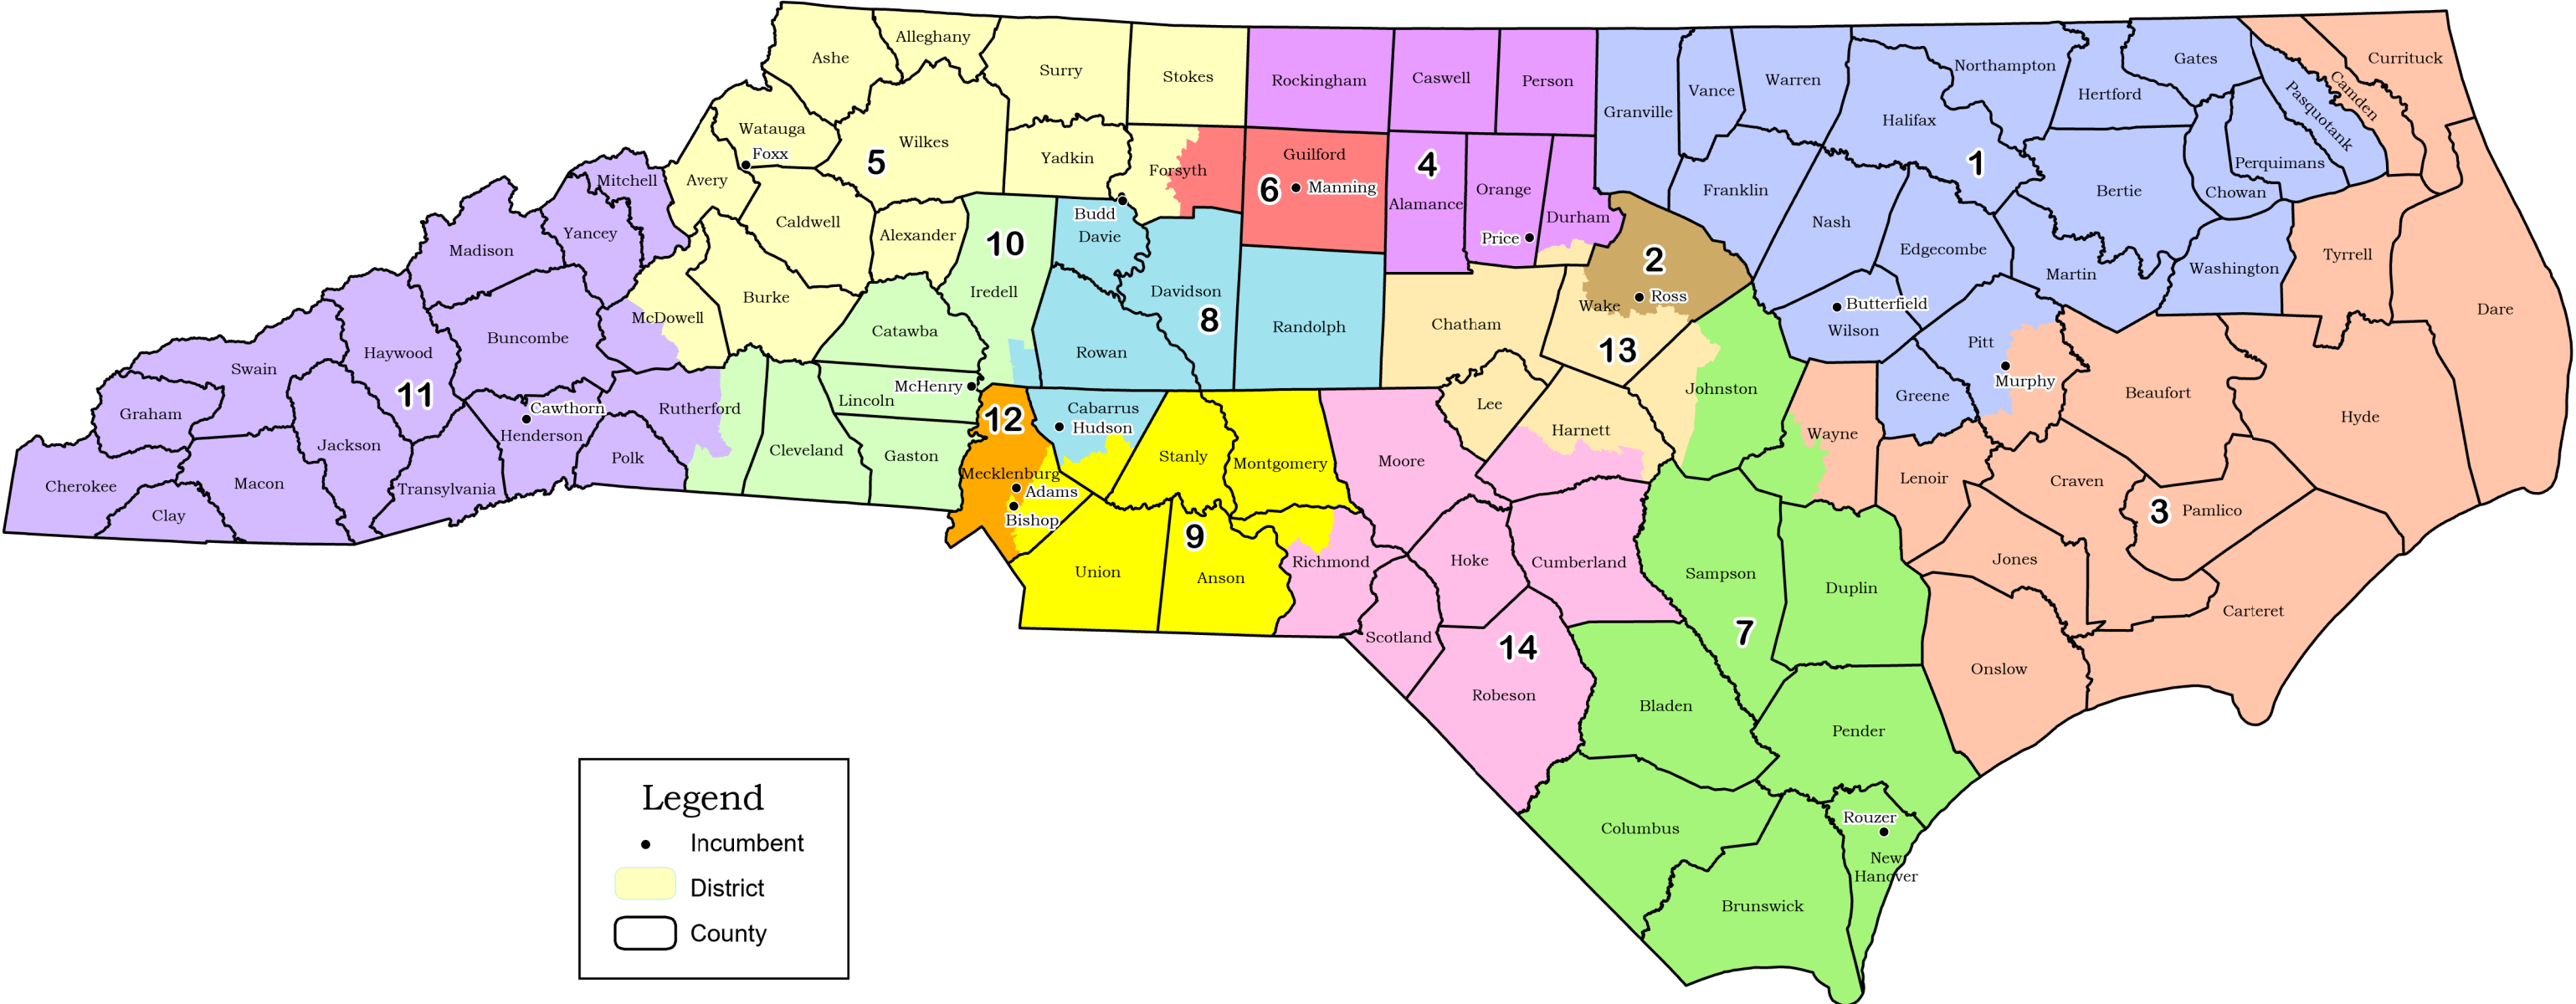 Ashe
Alleghany
Surry
Stokes
Rockingham
Caswell
Person
Granville
Vance
Warren
Northampton
Hertford
Gates
Camden
Currituck
Pasquotank
Halifax
Watauga
Foxx
Wilkes
5
Yadkin
Forsyth
Guilford
6
Manning
4
Alamance
Orange
Durham
Price
Franklin
1
Bertie
Perquimans
Chowan
Mitchell
Avery
Caldwell
Alexander
10
Budd
Davie
Nash
Edgecombe
Martin
Washington
Tyrrell
Dare
Madison
Yancey
Burke
Iredell
Davidson
8
Randolph
Chatham
2
Wake
Ross
Butterfield
Wilson
Pitt
Murphy
McDowell
Buncombe
Haywood
Swain
Catawba
Rowan
13
Johnston
Greene
Beaufort
Hyde
Graham
11
Cawthorn
Henderson
Rutherford
McHenry
Lincoln
12
Cabarrus
Hudson
Lee
Harnett
Wayne
Jackson
Polk
Cleveland
Gaston
Stanly
Montgomery
Moore
Lenoir
Craven
3
Pamlico
Cherokee
Macon
Transylvania
Mecklenburg
Adams
Bishop
Clay
9
Union
Anson
Richmond
Hoke
Cumberland
Sampson
Duplin
Jones
Carteret
Scotland
14
7
Robeson
Bladen
Onslow
Pender
Columbus
Rouzer
New
Hanover
Brunswick
Legend
Incumbent
District
County